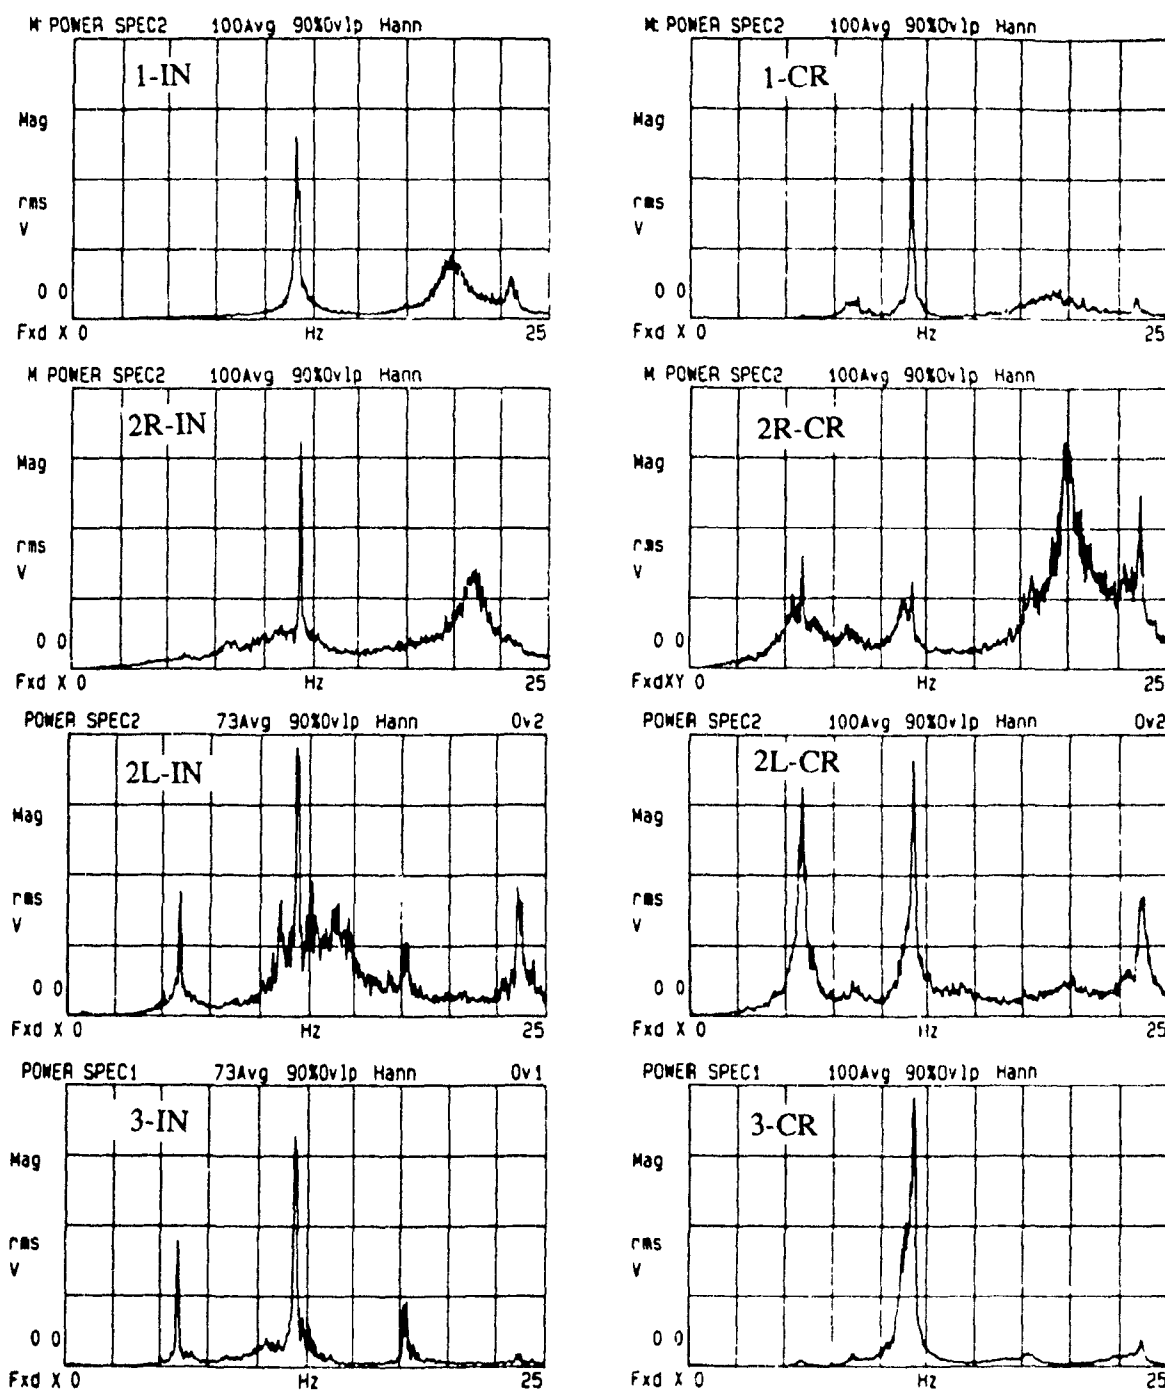 M: POWER SPEC2 100Avg 90%Ovlp Hann
1-IN
Mag
rms
V
0 0
Fxd X 0 Hz 25
M: POWER SPEC2 100Avg 90%Ovlp Hann
1-CR
Mag
rms
V
0 0
Fxd X 0 Hz 25
M POWER SPEC2 100Avg 90%Ovlp Hann
2R-IN
Mag
rms
V
0 0
Fxd X 0 Hz 25
M POWER SPEC2 100Avg 90%Ovlp Hann
2R-CR
Mag
rms
V
0 0
FxdXY 0 Hz 25
POWER SPEC2 73Avg 90%Ovlp Hann Ov2
2L-IN
Mag
rms
V
0 0
Fxd X 0 Hz 25
POWER SPEC2 100Avg 90%Ovlp Hann Ov2
2L-CR
Mag
rms
V
0 0
Fxd X 0 Hz 25
POWER SPEC1 73Avg 90%Ovlp Hann Ov1
3-IN
Mag
rms
V
0 0
Fxd X 0 Hz 25
POWER SPEC1 100Avg 90%Ovlp Hann
3-CR
Mag
rms
V
0 0
Fxd X 0 Hz 25